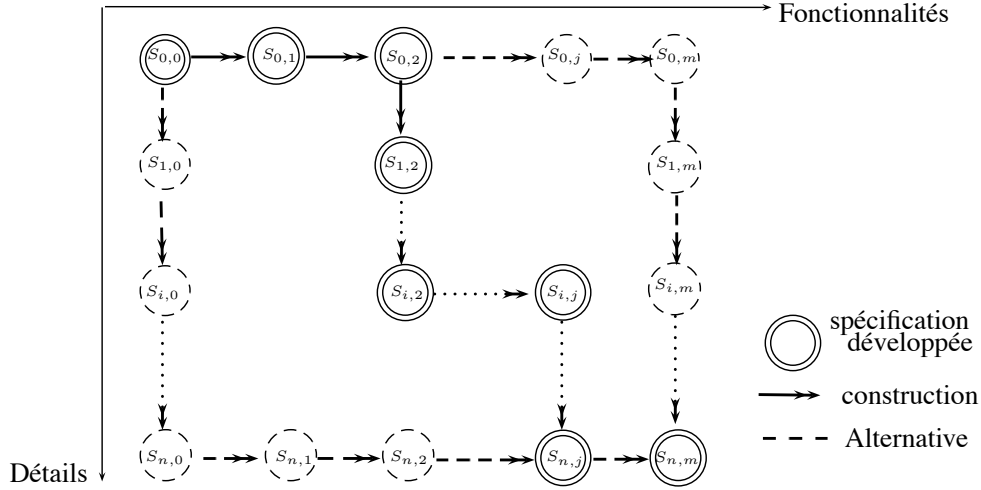 Fonctionnalités
S0,0 S0,1 S0,2 S0,j S0,m
S1,0 S1,2 S1,m
Si,0 Si,2 Si,j Si,m
spécification
développée
construction
Alternative
Sn,0 Sn,1 Sn,2 Sn,j Sn,m
Détails